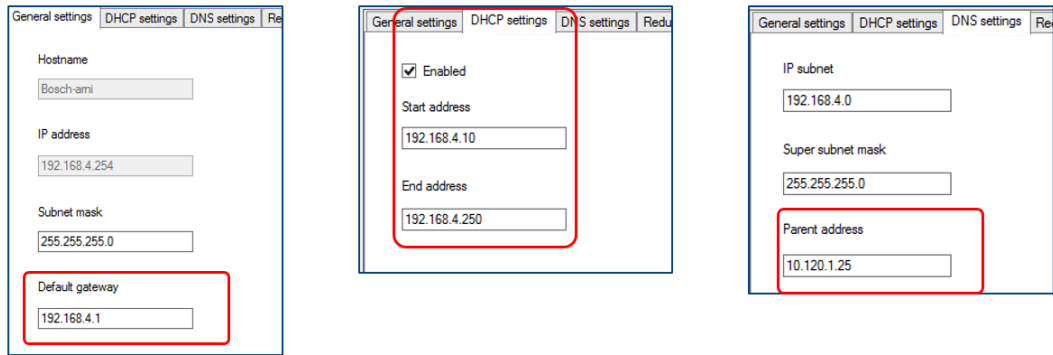 General settings DHCP settings DNS settings Re
Hostname
Bosch-ami
IP address
192.168.4.254
Subnet mask
255.255.255.0
Default gateway
192.168.4.1
General settings DHCP settings DNS settings Redu
Enabled
Start address
192.168.4.10
End address
192.168.4.250
General settings DHCP settings DNS settings Re
IP subnet
192.168.4.0
Super subnet mask
255.255.255.0
Parent address
10.120.1.25